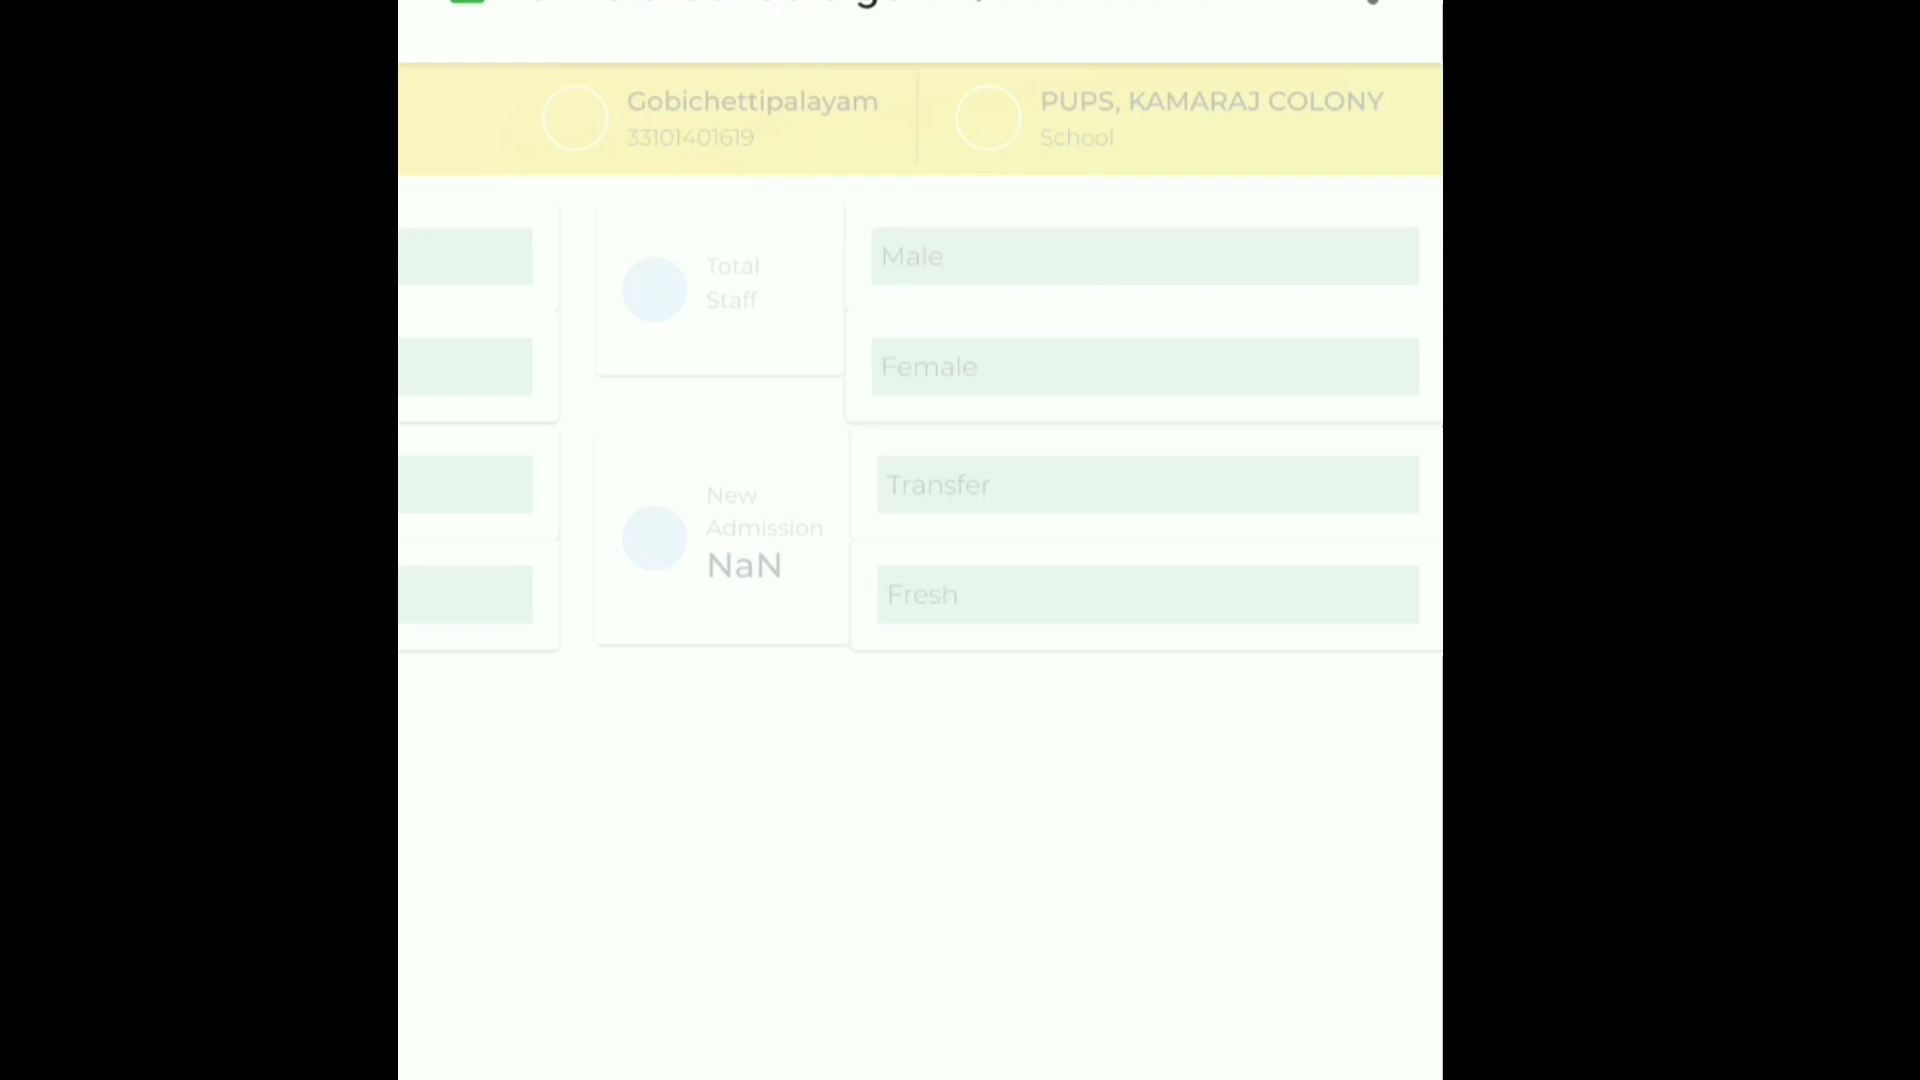 Gobichettipalayam
33101401619
PUPS, KAMARAJ COLONY
School
Total
Staff
Male
Female
New
Admission
NaN
Transfer
Fresh